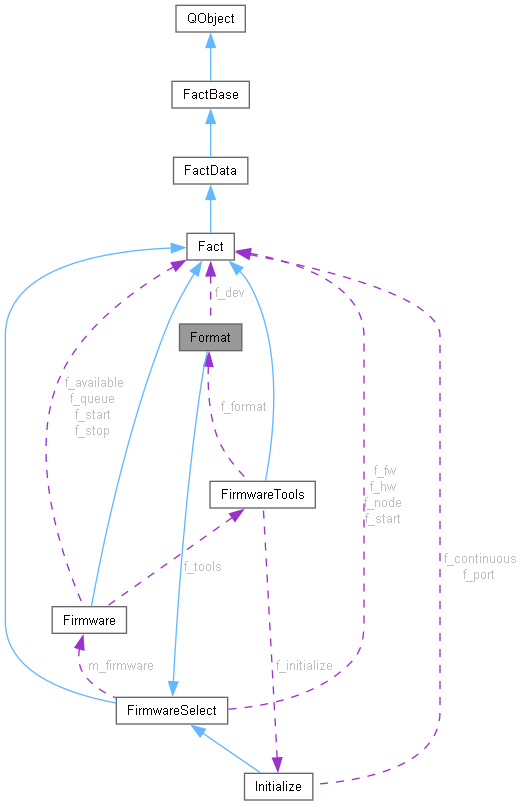 QObject
FactBase
FactData
Fact
f_dev
Format
f_available
f_queue
f_start
f_stop
f_format
f_fw
f_hw
f_node
f_start
FirmwareTools
f_tools
f_continuous
f_port
Firmware
m_firmware
f_initialize
FirmwareSelect
Initialize